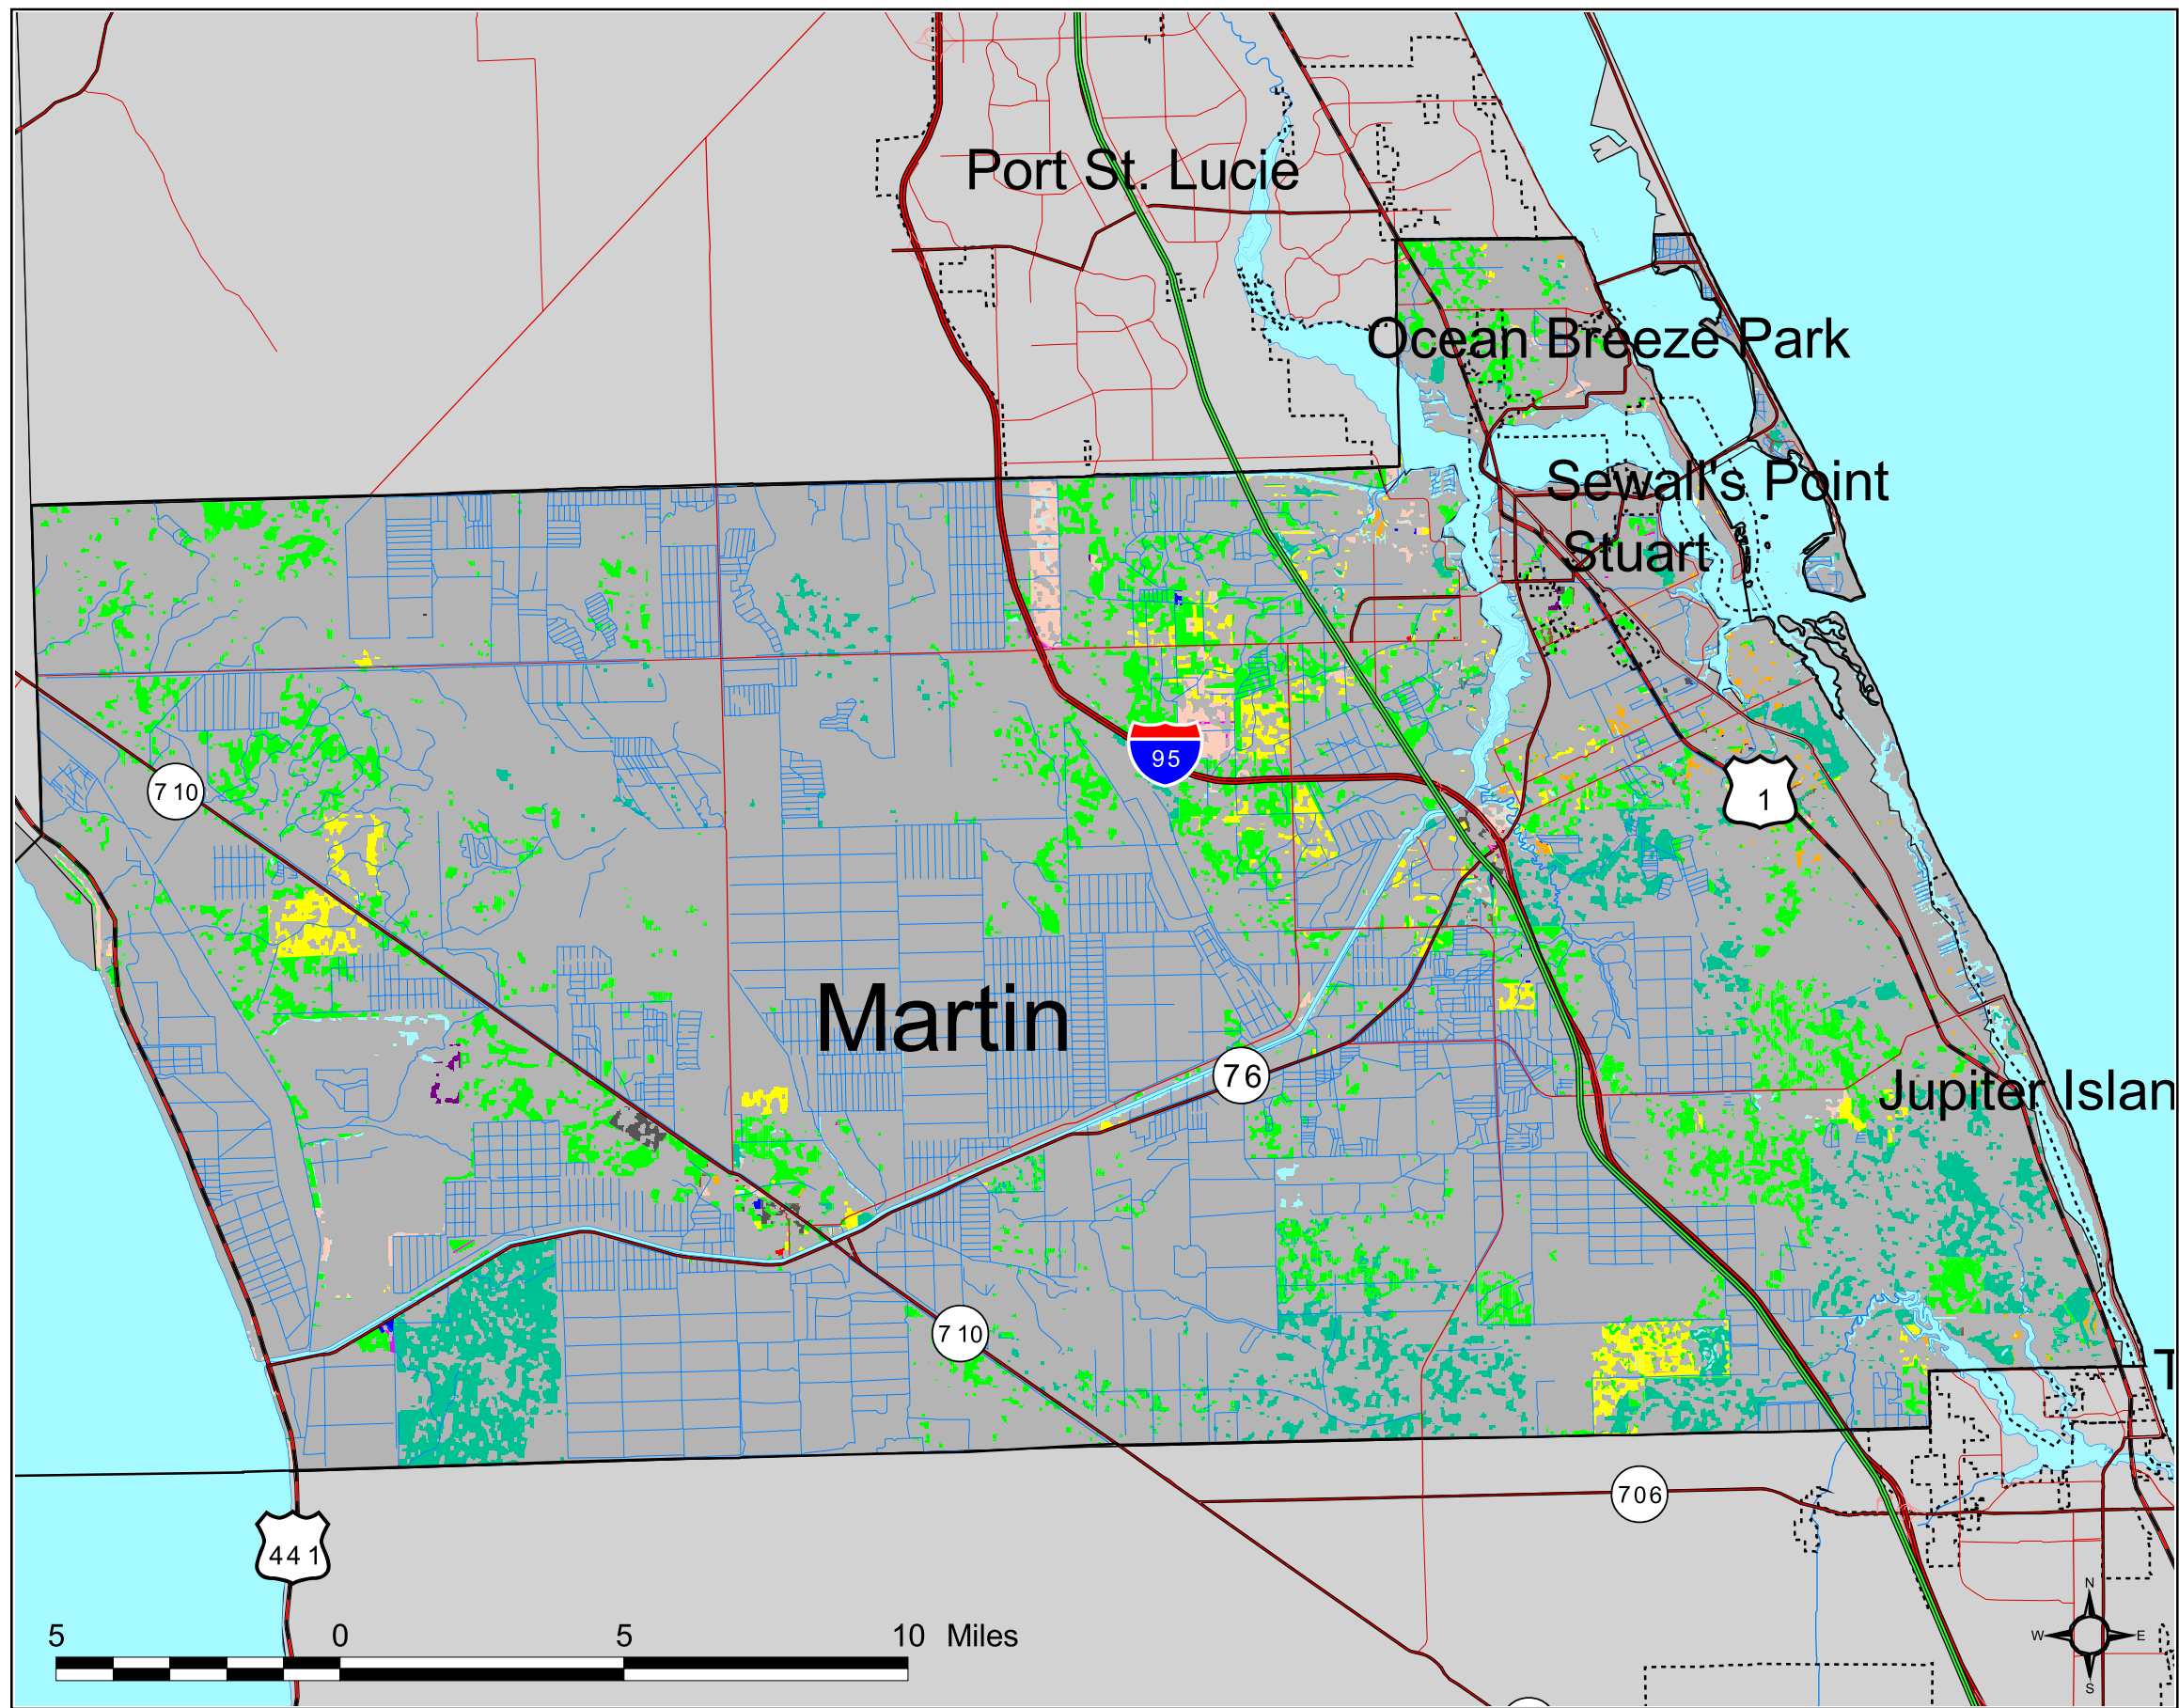 Port St. Lucie
Ocean Breeze Park
Sewall's Point
Stuart
95
1
710
Martin
76
Jupiter Islan
710
T
706
441
N
W
E
S
5
0
5
10
Miles